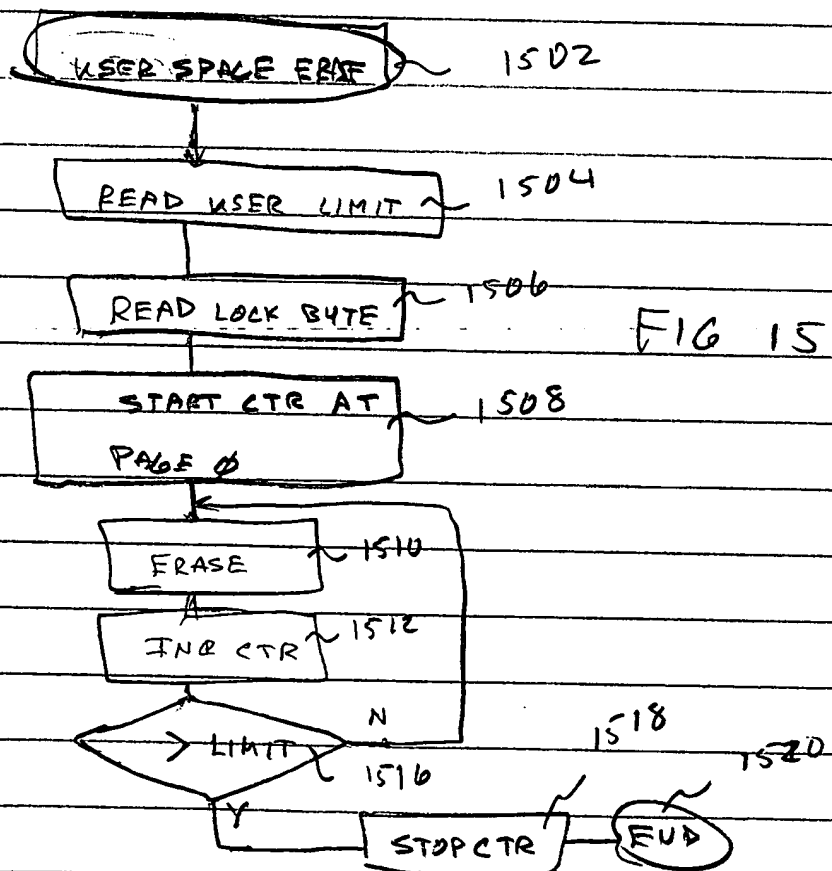 USER SPACE ERASE 1502
READ USER LIMIT 1504
READ LOCK BYTE 1506
FIG 15
START CTR AT 1508
PAGE Ø
ERASE 1510
INC CTR 1512
> LIMIT 1516
N
Y
STOP CTR 1518
END 1520